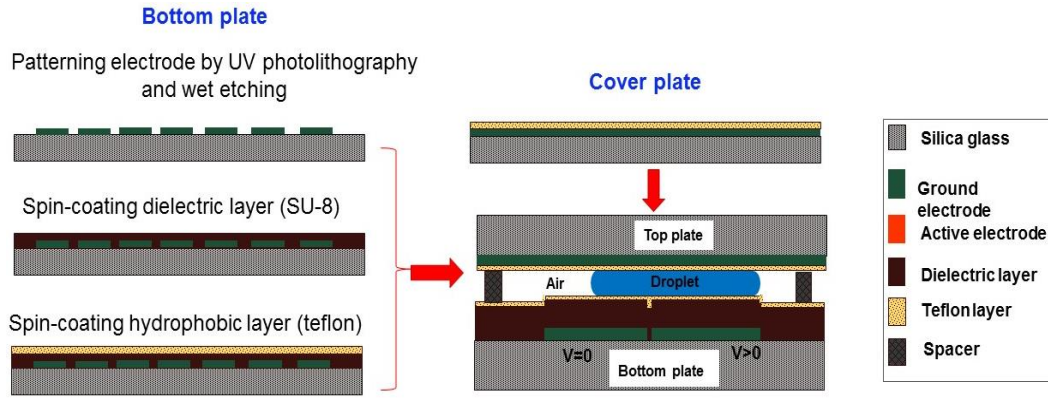 Bottom plate
Patterning electrode by UV photolithography
and wet etching
Spin-coating dielectric layer (SU-8)
Spin-coating hydrophobic layer (teflon)
Cover plate
Top plate
Air
Droplet
V=0
V>0
Bottom plate
Silica glass
Ground
electrode
Active electrode
Dielectric layer
Teflon layer
Spacer